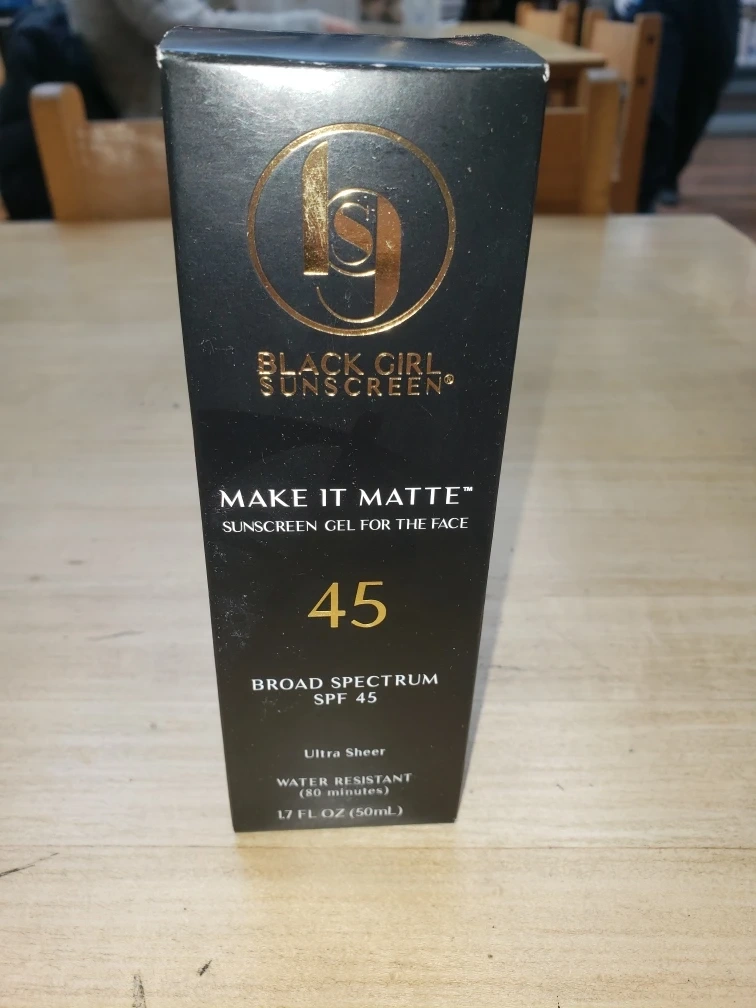 bsg
BLACK GIRL
SUNSCREEN®
MAKE IT MATTE™
SUNSCREEN GEL FOR THE FACE
45
BROAD SPECTRUM
SPF 45
Ultra Sheer
WATER RESISTANT
(80 minutes)
1.7 FL OZ (50mL)